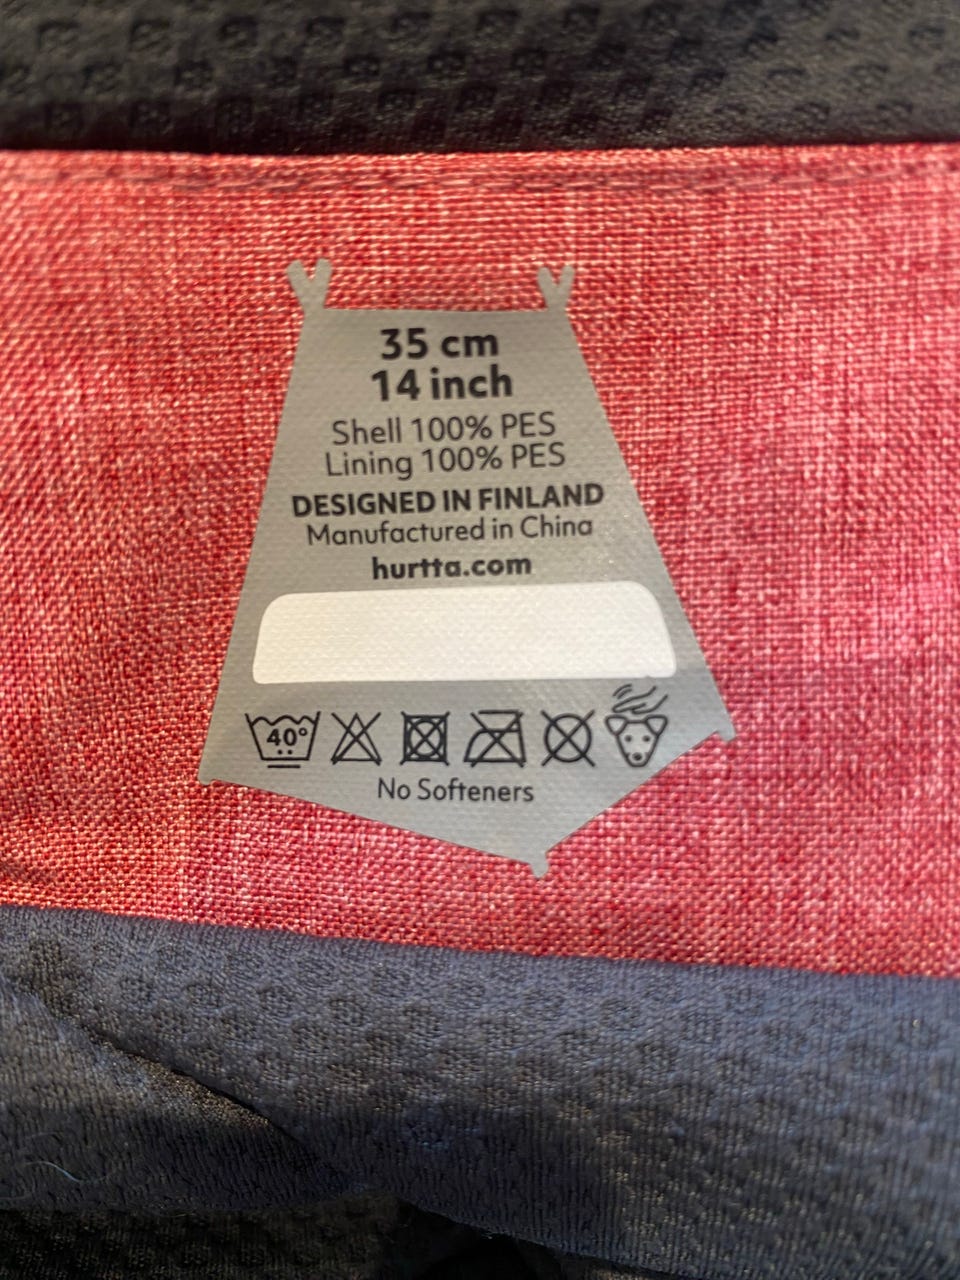 35 cm
14 inch
Shell 100% PES
Lining 100% PES
DESIGNED IN FINLAND
Manufactured in China
hurtta.com
40°
No Softeners